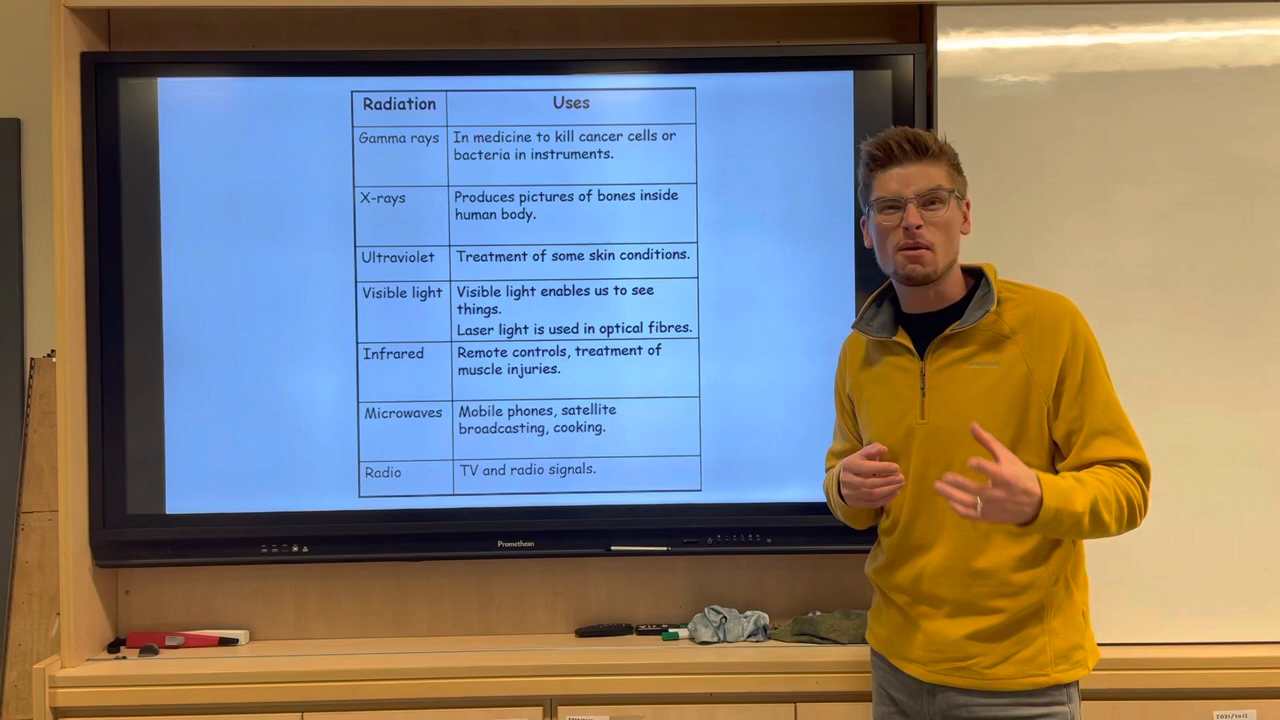 Radiation Uses
Gamma rays In medicine to kill cancer cells or
bacteria in instruments.
X-rays Produces pictures of bones inside
human body.
Ultraviolet Treatment of some skin conditions.
Visible light Visible light enables us to see
things.
Laser light is used in optical fibres.
Infrared Remote controls, treatment of
muscle injuries.
Microwaves Mobile phones, satellite
broadcasting, cooking.
Radio TV and radio signals.
Promethean